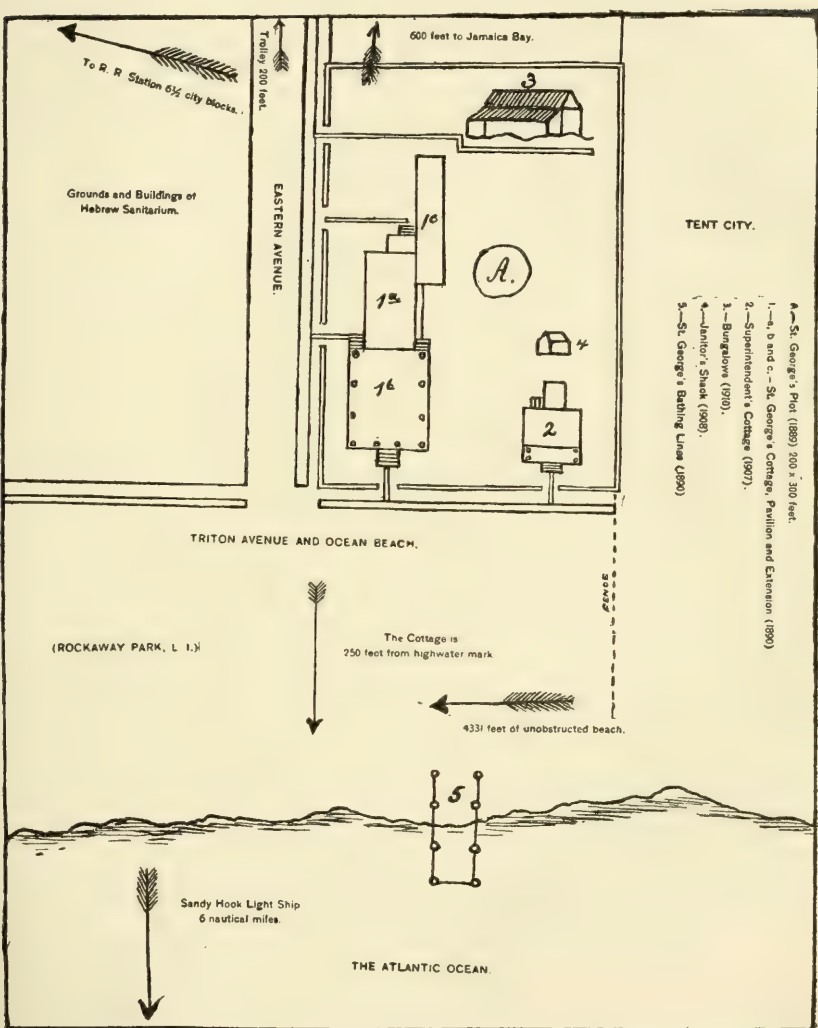 600 feet to Jamaica Bay.
To R. R Station 6½ city blocks.
Trolley 200 feet.
3
Grounds and Buildings of
Hebrew Sanitarium.
EASTERN AVENUE.
1c
TENT CITY.
A.
1a
4
1b
2
A—St. George's Plot (1889) 200 x 300 feet.
1.—a, b and c.—St. George's Cottage, Pavilion and Extension (1890)
2.—Superintendent's Cottage (1907).
3.—Bungalows (1910).
4.—Janitor's Shack (1908).
5.—St. George's Bathing Lines (1890)
TRITON AVENUE AND OCEAN BEACH.
FENCE
(ROCKAWAY PARK, L I.)
The Cottage is
250 feet from highwater mark
4331 feet of unobstructed beach.
5
Sandy Hook Light Ship
6 nautical miles.
THE ATLANTIC OCEAN.